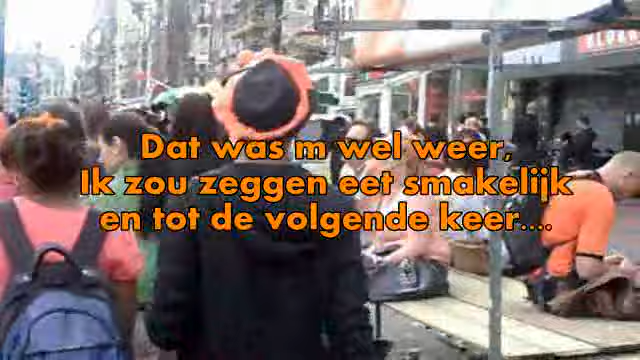 Dat was m wel weer,
Ik zou zeggen eet smakelijk
en tot de volgende keer....